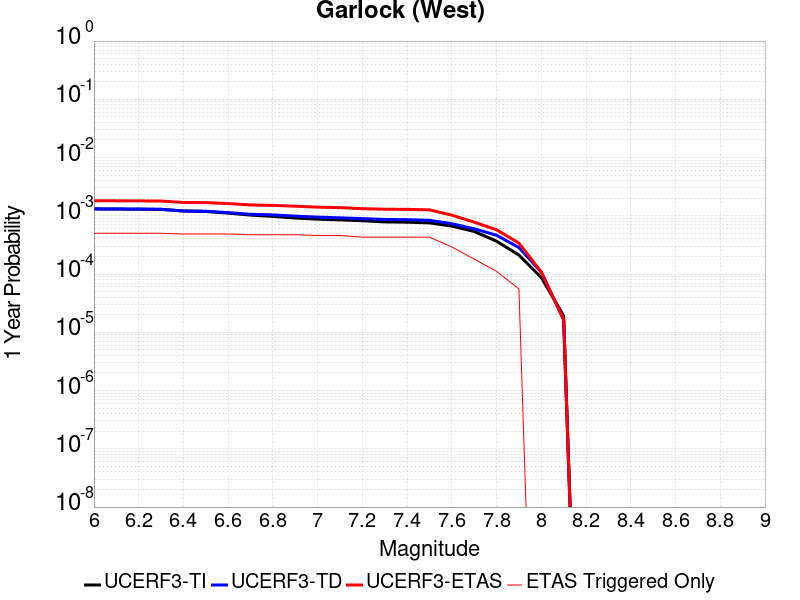 Garlock (West)
10^0
10^-1
10^-2
10^-3
10^-4
10^-5
10^-6
10^-7
10^-8
1 Year Probability
6 6.2 6.4 6.6 6.8 7 7.2 7.4 7.6 7.8 8 8.2 8.4 8.6 8.8 9
Magnitude
UCERF3-TI UCERF3-TD UCERF3-ETAS ETAS Triggered Only